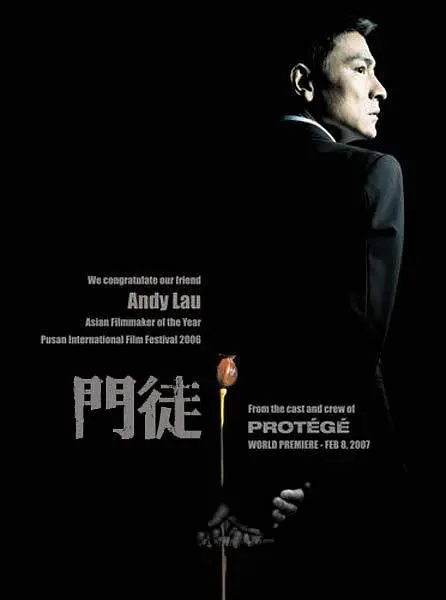 We congratulate our friend
Andy Lau
Asian Filmmaker of the Year
Pusan International Film Festival 2006
門徒
From the cast and crew of
PROTÉGÉ
WORLD PREMIERE - FEB 8, 2007